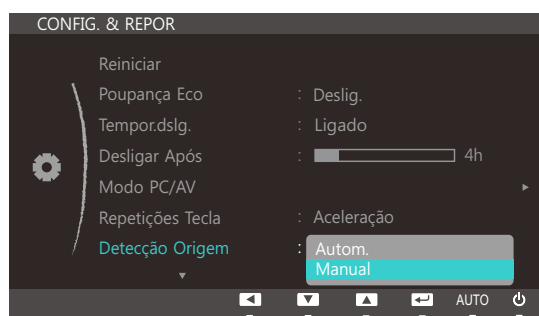 CONFIG. & REPOR
Reiniciar
Poupança Eco : Deslig.
Tempor.dslg. : Ligado
Desligar Após : 4h
Modo PC/AV
Repetições Tecla : Aceleração
Detecção Origem : Autom.
Manual
AUTO